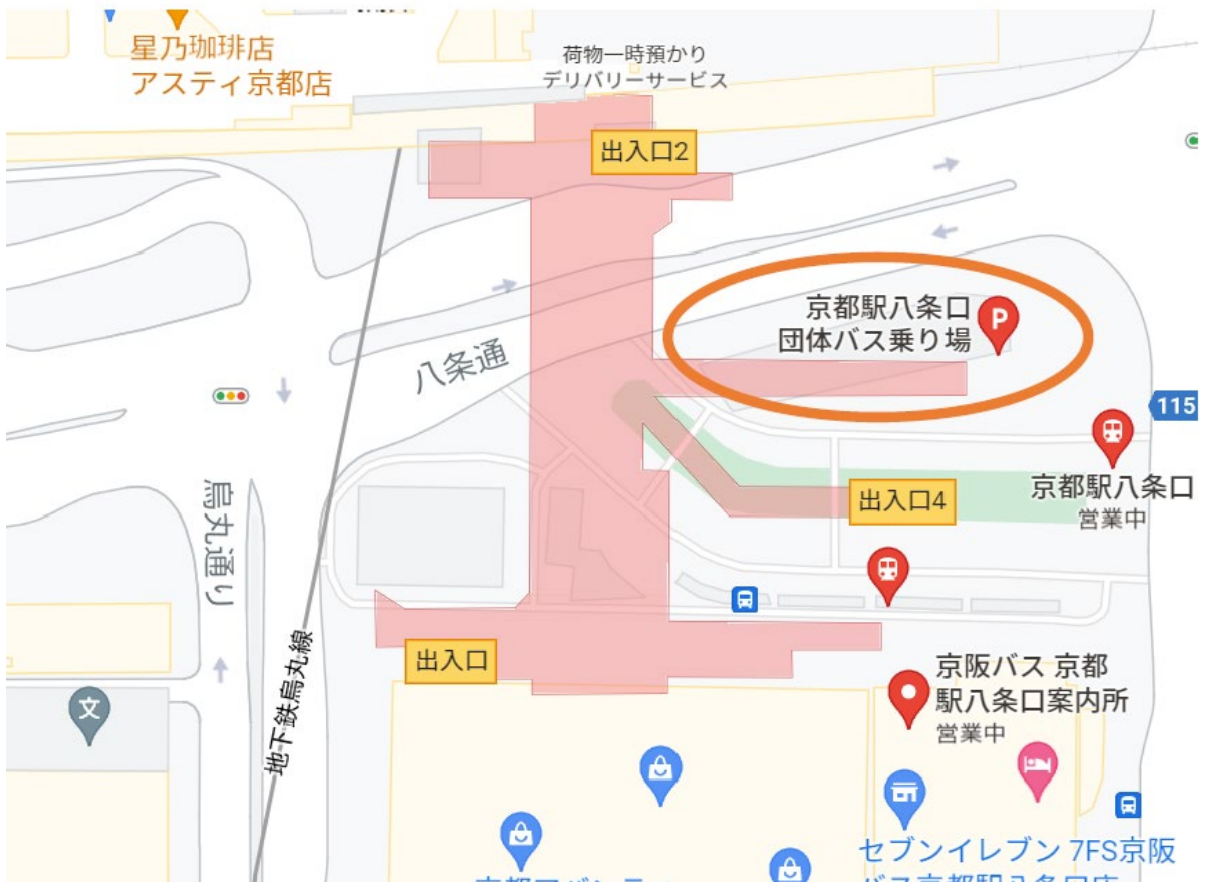 星乃珈琲店
アスティ京都店
荷物一時預かり
デリバリーサービス
出入口2
京都駅八条口
団体バス乗り場
P
八条通
115
京都駅八条口
営業中
出入口4
烏丸通り
地下鉄烏丸線
出入口
文
京阪バス 京都
駅八条口案内所
営業中
セブンイレブン 7FS京阪